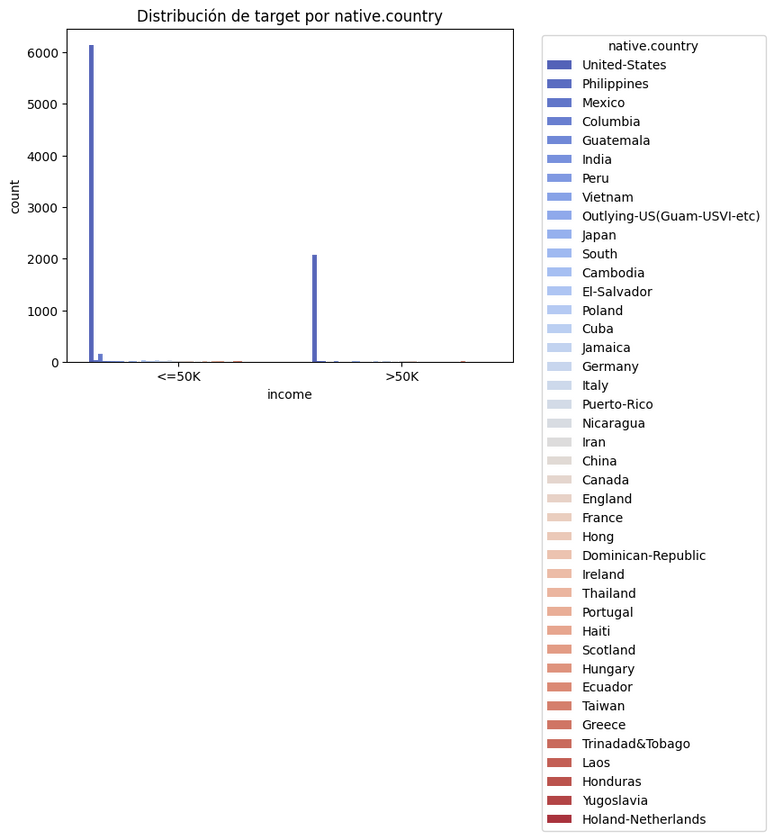 Distribución de target por native.country
6000
5000
4000
3000
2000
1000
0
count
<=50K
>50K
income
native.country
United-States
Philippines
Mexico
Columbia
Guatemala
India
Peru
Vietnam
Outlying-US(Guam-USVI-etc)
Japan
South
Cambodia
El-Salvador
Poland
Cuba
Jamaica
Germany
Italy
Puerto-Rico
Nicaragua
Iran
China
Canada
England
France
Hong
Dominican-Republic
Ireland
Thailand
Portugal
Haiti
Scotland
Hungary
Ecuador
Taiwan
Greece
Trinadad&Tobago
Laos
Honduras
Yugoslavia
Holand-Netherlands